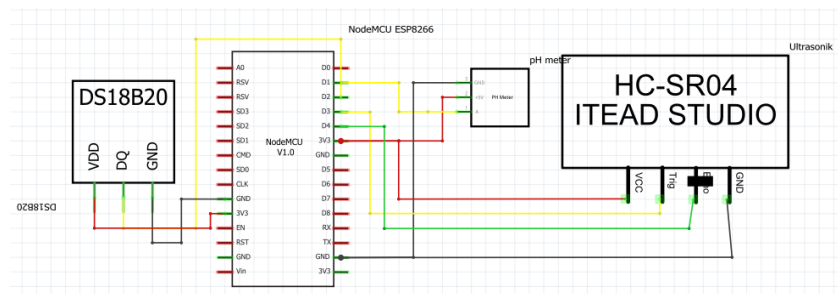 NodeMCU ESP8266
Ultrasonik
pH meter
DS18B20
VDD
DQ
GND
DS18B20
A0
RSV
RSV
SD3
SD2
SD1
CMD
SD0
CLK
GND
3V3
EN
RST
GND
Vin
NodeMCU
V1.0
D0
D1
D2
D3
D4
3V3
GND
D5
D6
D7
D8
RX
TX
GND
3V3
GND
PH Meter
HC-SR04
ITEAD STUDIO
VCC
Trig
GND